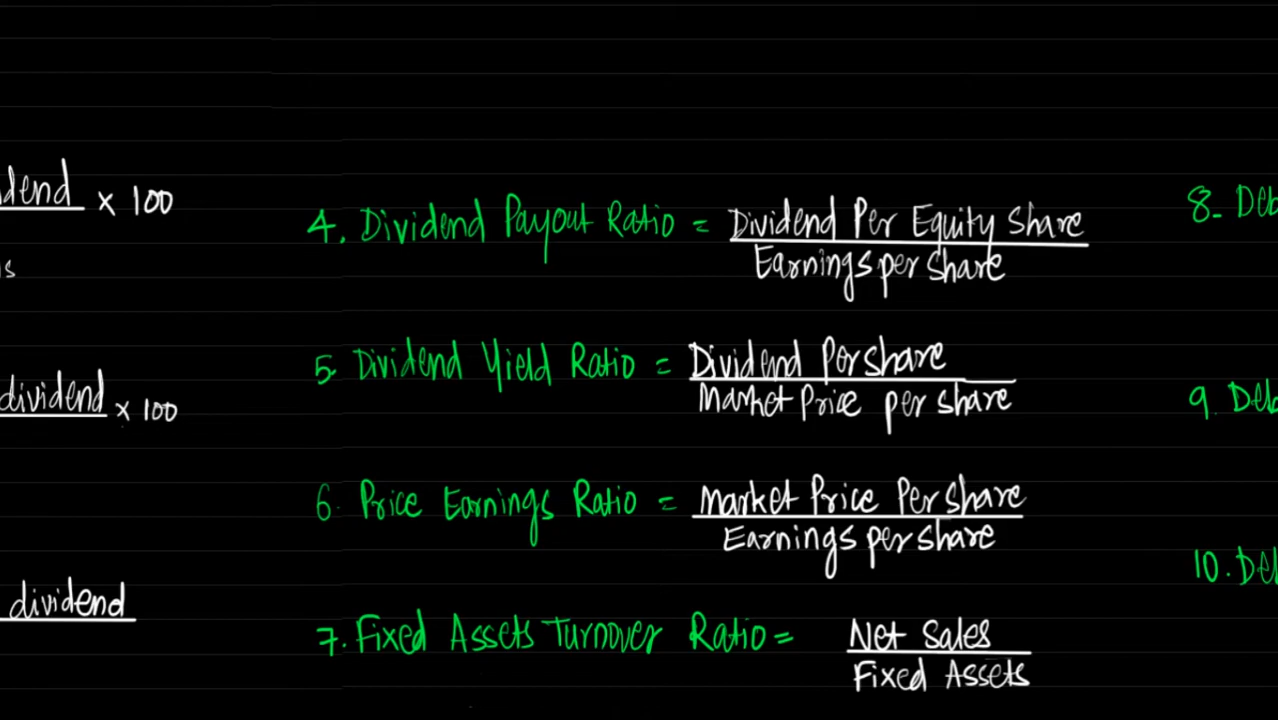 dend × 100
4. Dividend Payout Ratio = Dividend Per Equity Share
Earnings per Share
8. Deb
s
5. Dividend Yield Ratio = Dividend Per share
Market Price per share
dividend × 100
9. Deb
6. Price Earnings Ratio = Market Price Per Share
Earnings per share
10. Deb
dividend
7. Fixed Assets Turnover Ratio = Net Sales
Fixed Assets